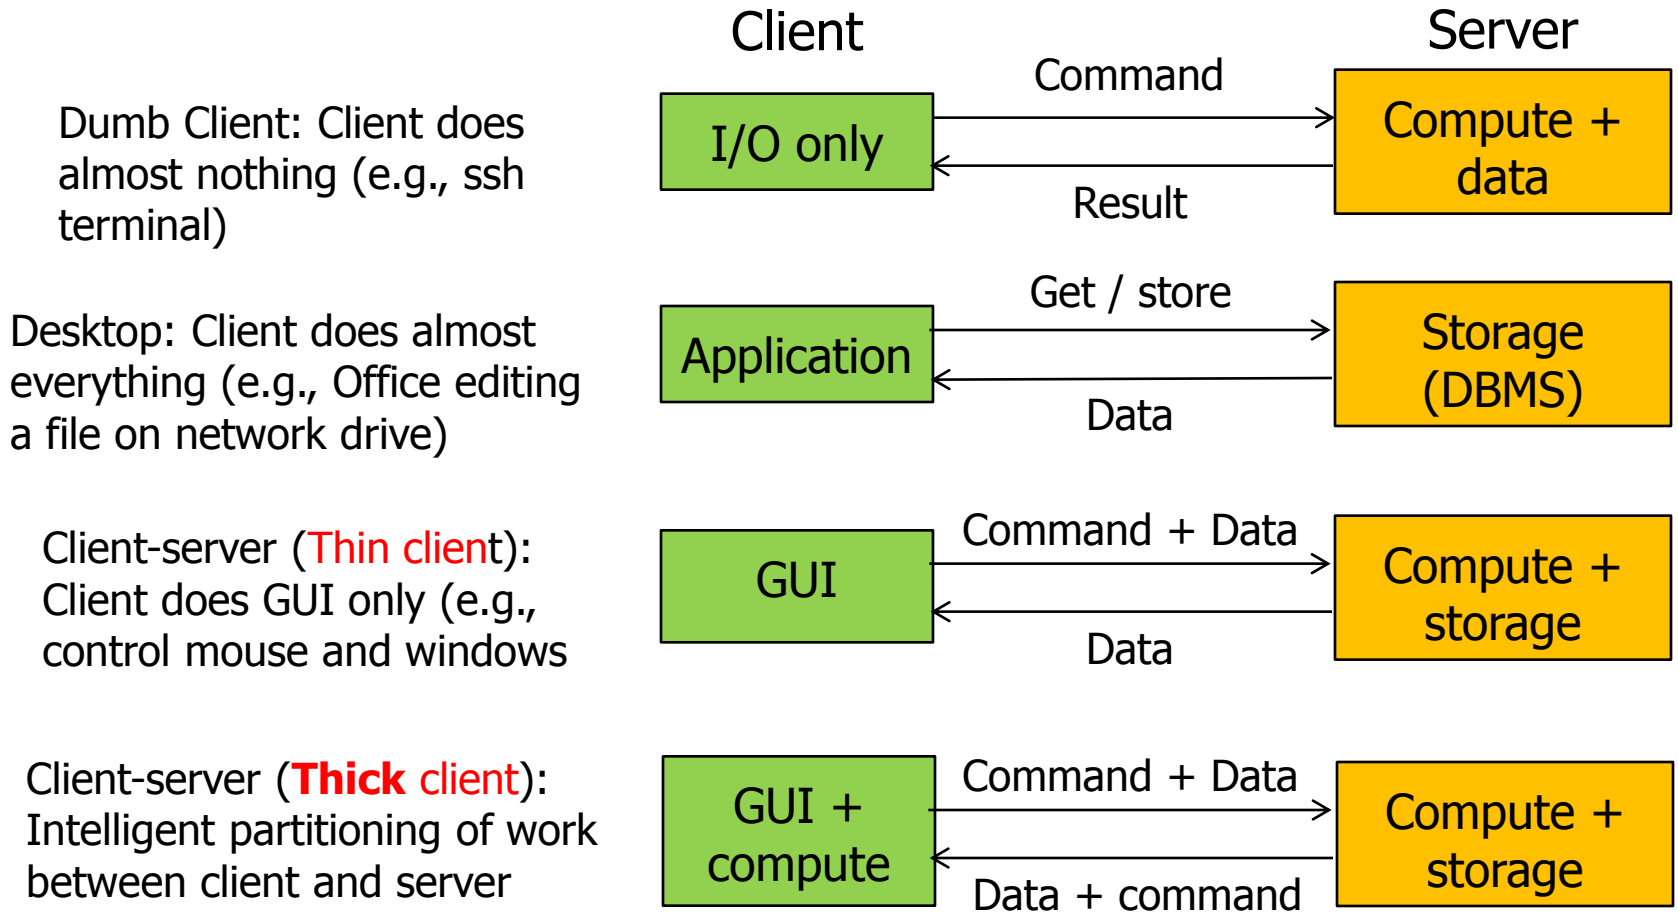 Client
Server
Dumb Client: Client does
almost nothing (e.g., ssh
terminal)
I/O only
Command
Result
Compute +
data
Desktop: Client does almost
everything (e.g., Office editing
a file on network drive)
Application
Get / store
Data
Storage
(DBMS)
Client-server (Thin client):
Client does GUI only (e.g.,
control mouse and windows
GUI
Command + Data
Data
Compute +
storage
Client-server (Thick client):
Intelligent partitioning of work
between client and server
GUI +
compute
Command + Data
Data + command
Compute +
storage